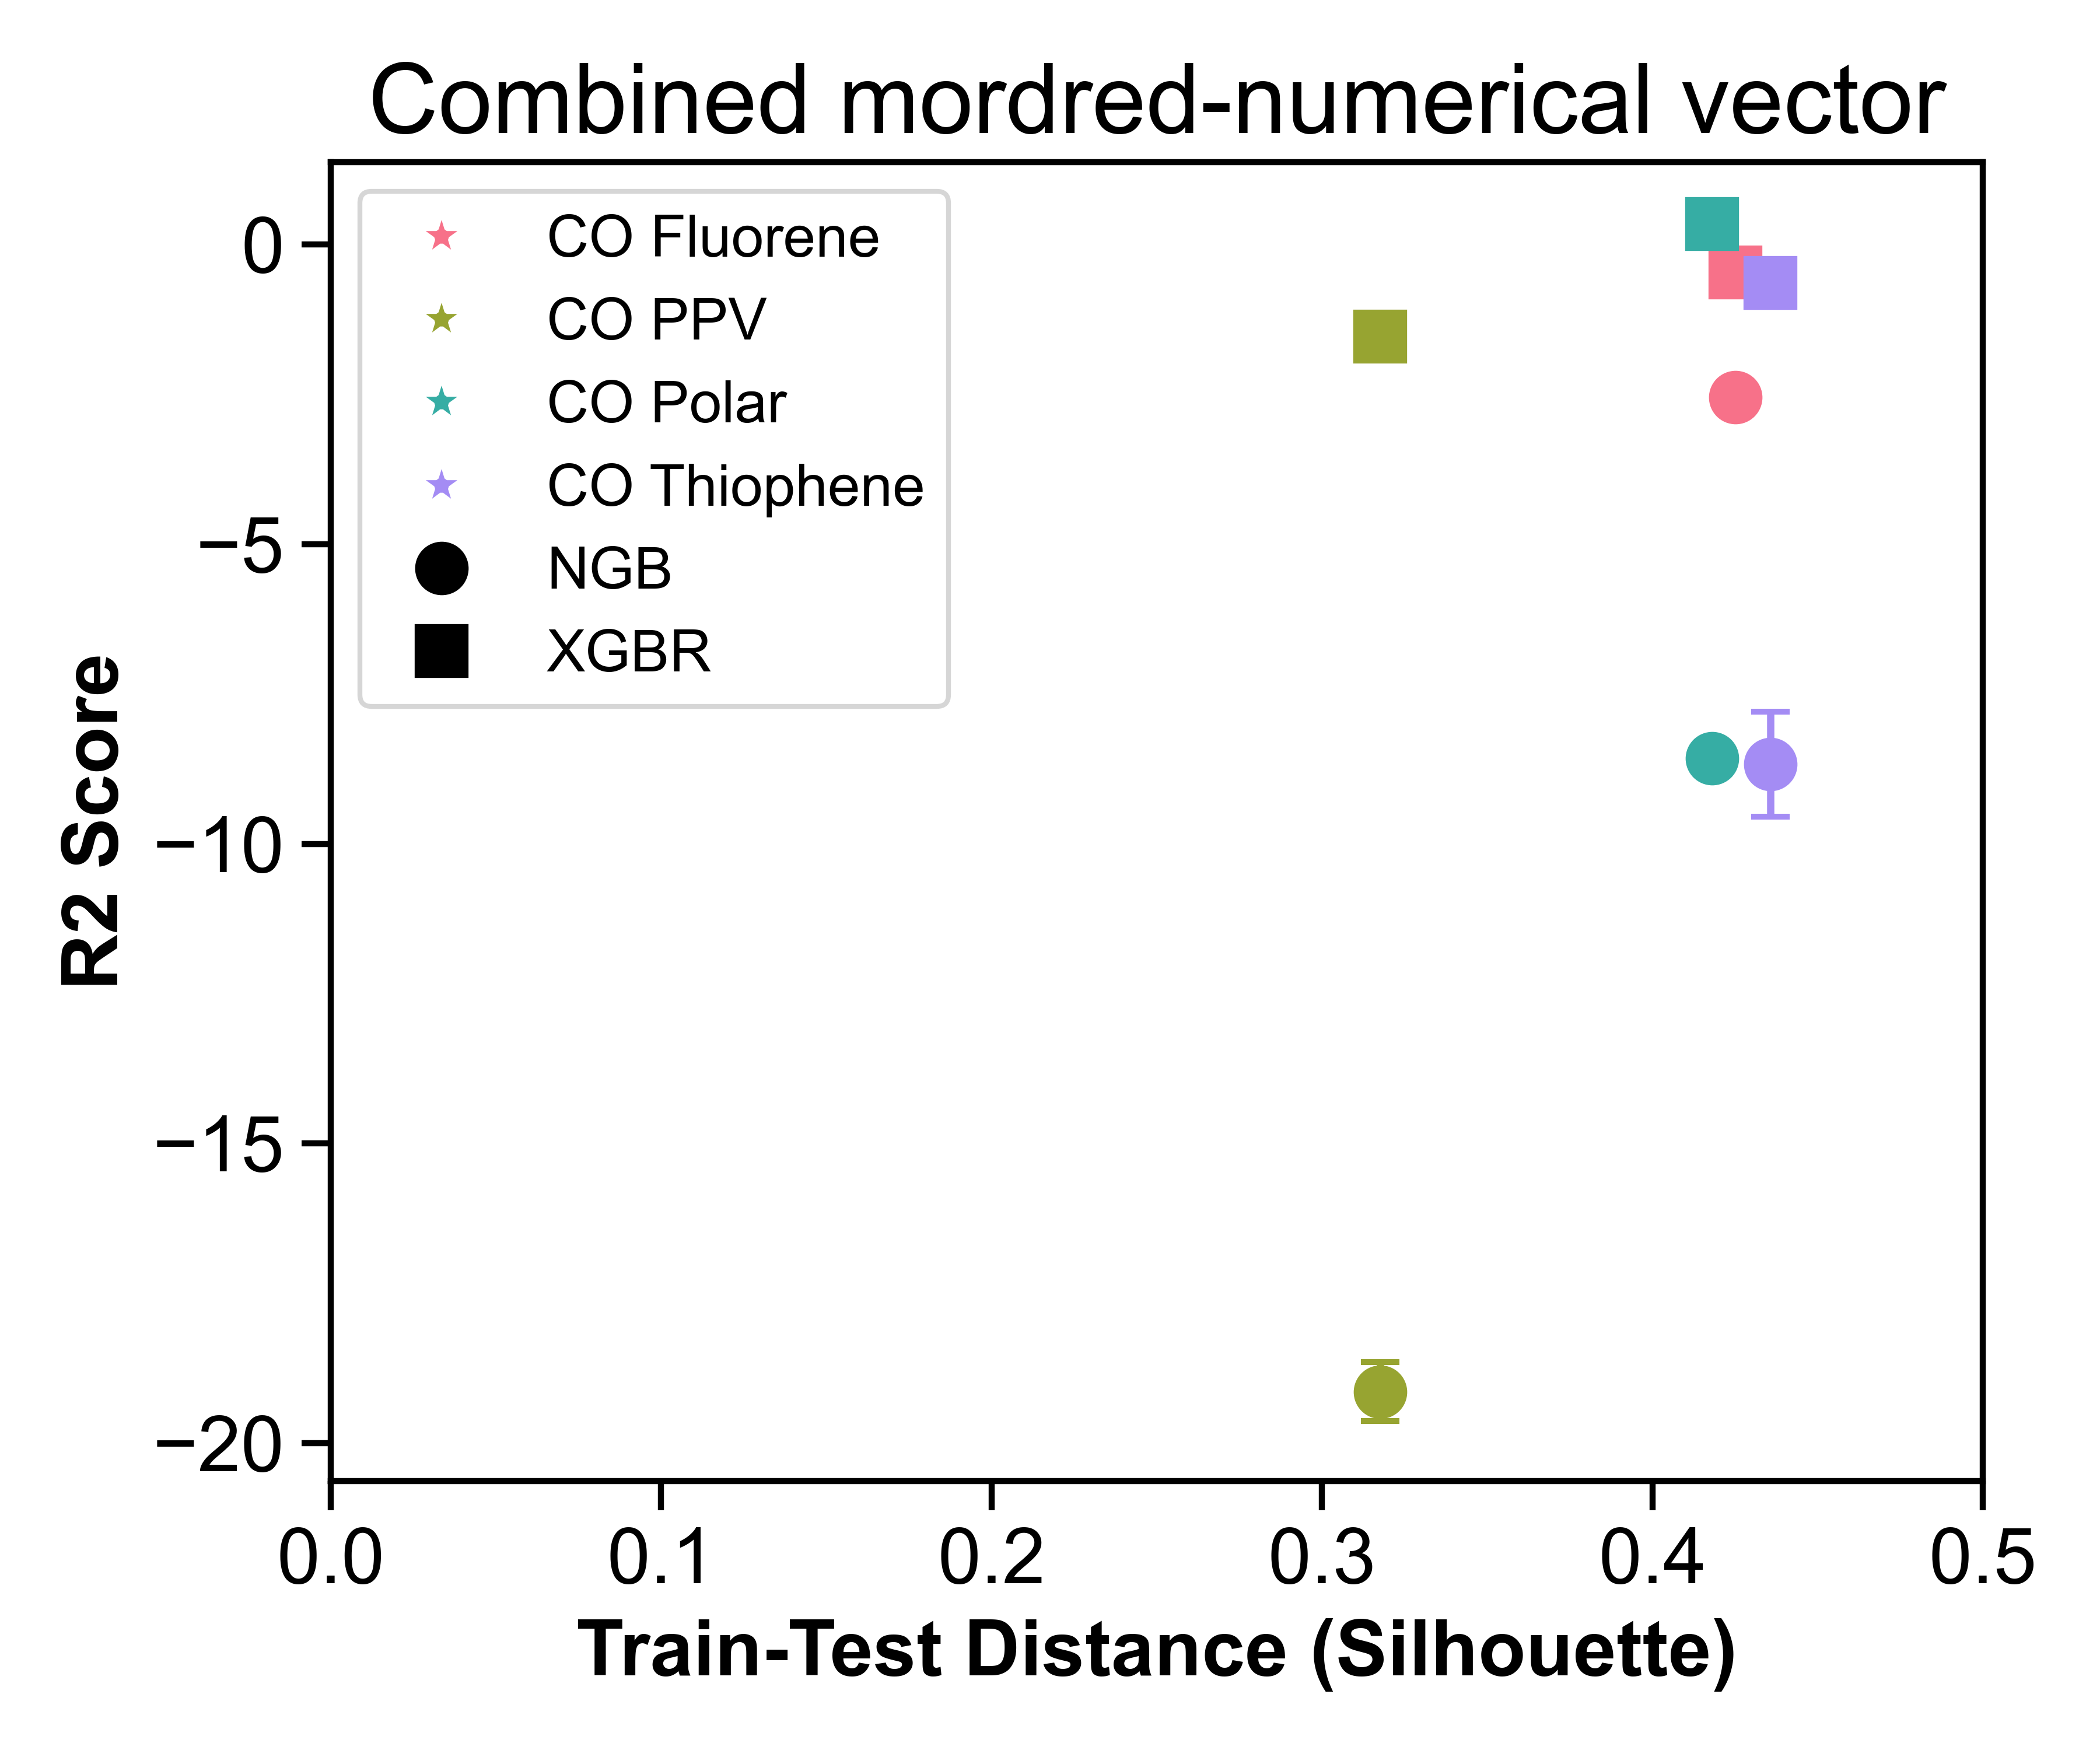 Combined mordred-numerical vector
CO Fluorene
CO PPV
CO Polar
CO Thiophene
NGB
XGBR
0
−5
−10
−15
−20
R2 Score
0.0 0.1 0.2 0.3 0.4 0.5
Train-Test Distance (Silhouette)